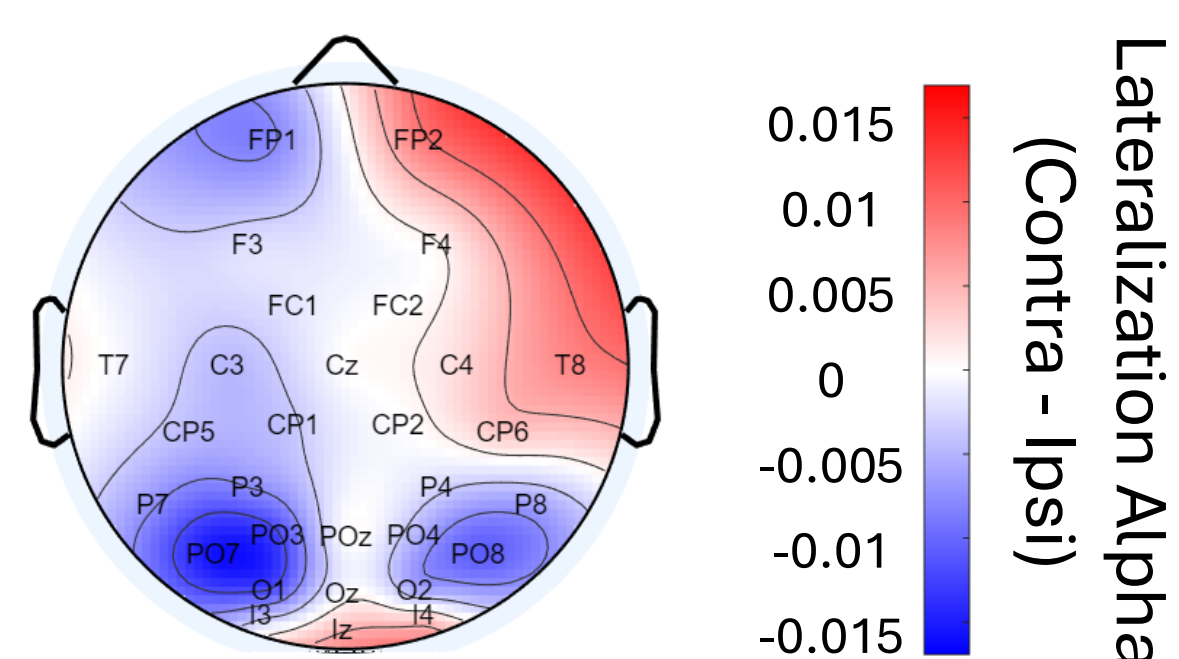 FP1 FP2
F3 F4
FC1 FC2
T7 C3 Cz C4 T8
CP5 CP1 CP2 CP6
P7 P3 P4 P8
PO7 PO3 POz PO4 PO8
O1 Oz O2
I3 Iz I4
0.015
0.01
0.005
0
-0.005
-0.01
-0.015
Lateralization Alpha
(Contra - Ipsi)